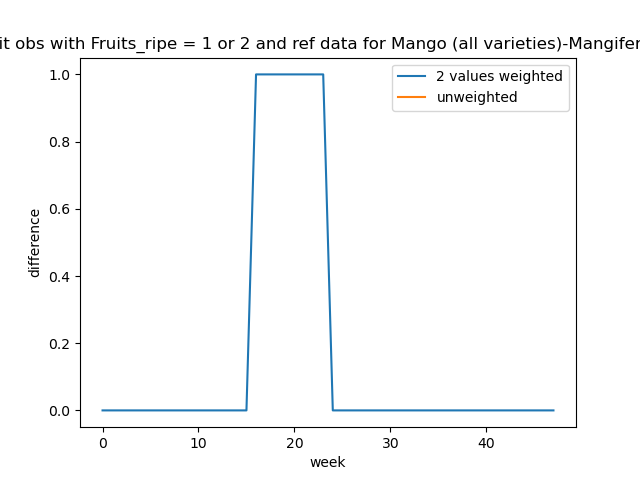 it obs with Fruits_ripe = 1 or 2 and ref data for Mango (all varieties)-Mangifer
2 values weighted
unweighted
1.0
0.8
0.6
0.4
0.2
0.0
difference
0 10 20 30 40
week